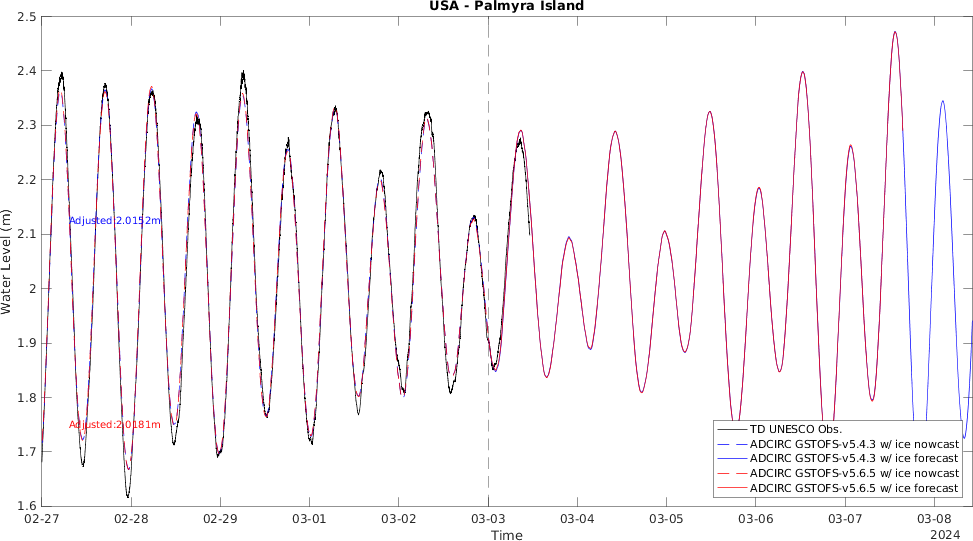 USA - Palmyra Island
2.5
2.4
2.3
2.2
2.1
2
1.9
1.8
1.7
1.6
Water Level (m)
Adjusted:2.0152m
Adjusted:2.0181m
TD UNESCO Obs.
ADCIRC GSTOFS-v5.4.3 w/ ice nowcast
ADCIRC GSTOFS-v5.4.3 w/ ice forecast
ADCIRC GSTOFS-v5.6.5 w/ ice nowcast
ADCIRC GSTOFS-v5.6.5 w/ ice forecast
02-27 02-28 02-29 03-01 03-02 03-03 03-04 03-05 03-06 03-07 03-08
Time
2024